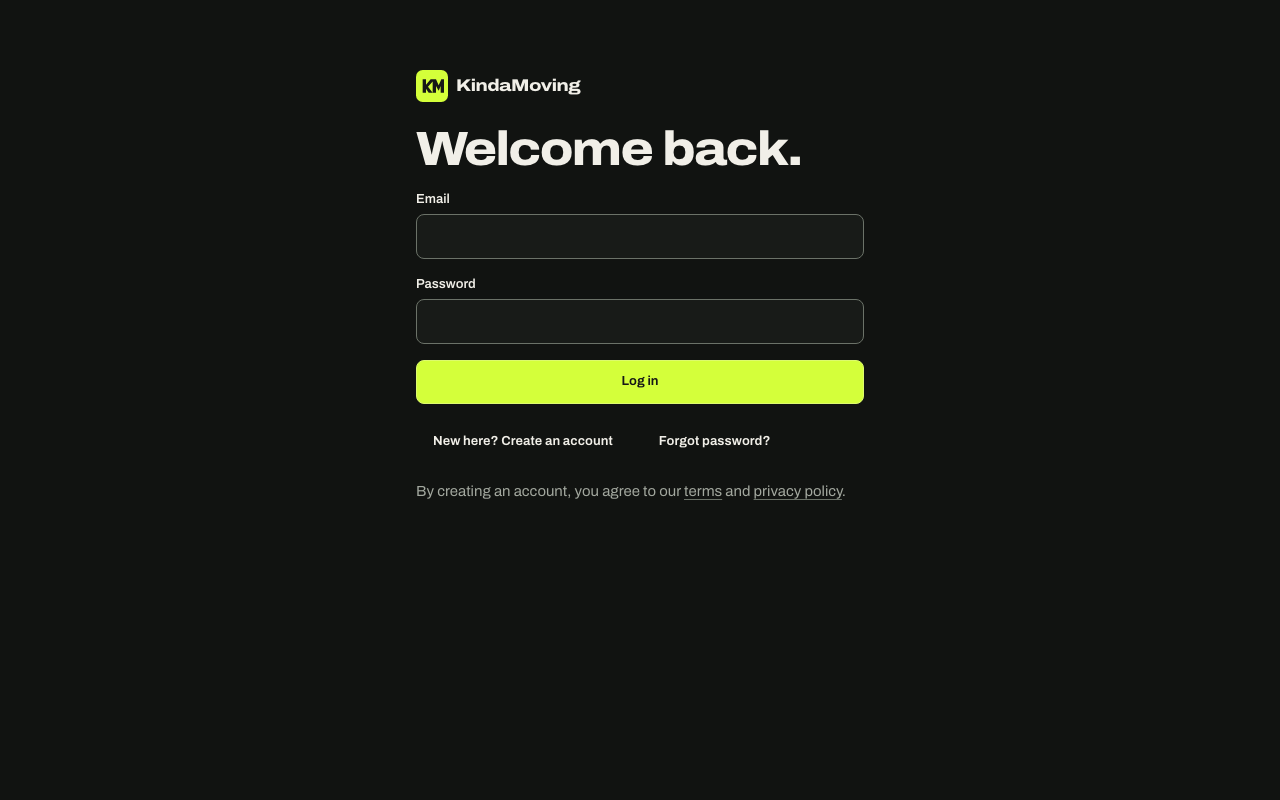 KM KindaMoving
Welcome back.
Email
Password
Log in
New here? Create an account Forgot password?
By creating an account, you agree to our terms and privacy policy.